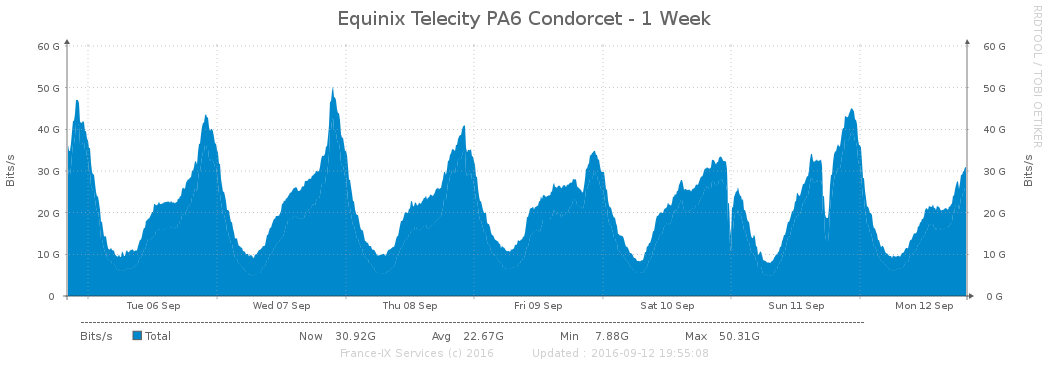 Equinix Telecity PA6 Condorcet - 1 Week
RRDTOOL / TOBI OETIKER
Bits/s
60 G 60 G
50 G 50 G
40 G 40 G
30 G 30 G
20 G 20 G
10 G 10 G
0 0 G
Bits/s
Tue 06 Sep Wed 07 Sep Thu 08 Sep Fri 09 Sep Sat 10 Sep Sun 11 Sep Mon 12 Sep
Bits/s Total Now 30.92G Avg 22.67G Min 7.88G Max 50.31G
France-IX Services (c) 2016 Updated : 2016-09-12 19:55:08